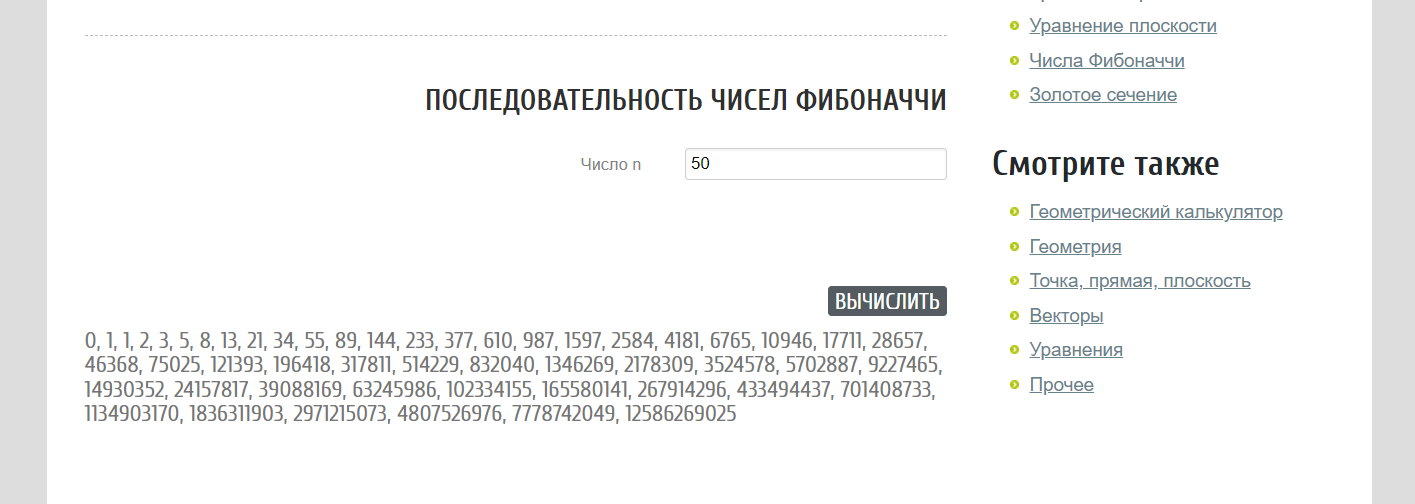 Уравнение плоскости
Числа Фибоначчи
Золотое сечение
ПОСЛЕДОВАТЕЛЬНОСТЬ ЧИСЕЛ ФИБОНАЧЧИ
Число n
50
ВЫЧИСЛИТЬ
0, 1, 1, 2, 3, 5, 8, 13, 21, 34, 55, 89, 144, 233, 377, 610, 987, 1597, 2584, 4181, 6765, 10946, 17711, 28657,
46368, 75025, 121393, 196418, 317811, 514229, 832040, 1346269, 2178309, 3524578, 5702887, 9227465,
14930352, 24157817, 39088169, 63245986, 102334155, 165580141, 267914296, 433494437, 701408733,
1134903170, 1836311903, 2971215073, 4807526976, 7778742049, 12586269025
Смотрите также
Геометрический калькулятор
Геометрия
Точка, прямая, плоскость
Векторы
Уравнения
Прочее